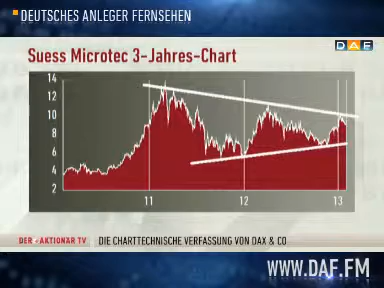 DEUTSCHES ANLEGER FERNSEHEN
DAF
Suess Microtec 3-Jahres-Chart
14
12
10
8
6
4
2
11
12
13
DER AKTIONÄR TV
DIE CHARTTECHNISCHE VERFASSUNG VON DAX & CO
WWW.DAF.FM